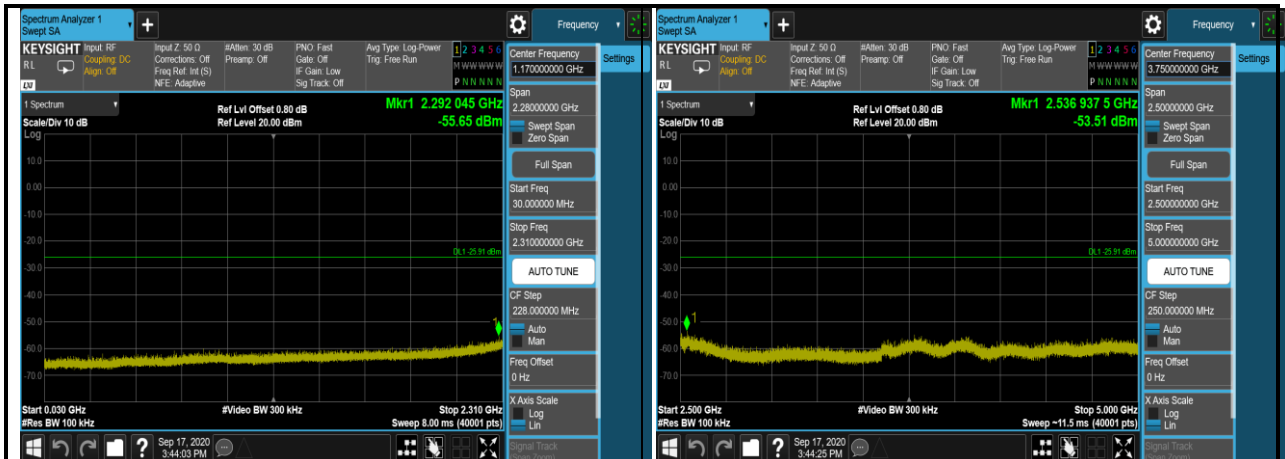 Spectrum Analyzer 1
Swept SA
Frequency
KEYSIGHT
RL
LXI
Input: RF
Coupling: DC
Align: Off
Input Z: 50 Ω
Corrections: Off
Freq Ref: Int (S)
NFE: Adaptive
#Atten: 30 dB
Preamp: Off
PNO: Fast
Gate: Off
IF Gain: Low
Sig Track: Off
Avg Type: Log-Power
Trig: Free Run
1 2 3 4 5 6
M W W W W W
P N N N N N
Center Frequency
1.170000000 GHz
Settings
1 Spectrum
Scale/Div 10 dB
Log
Ref Lvl Offset 0.80 dB
Ref Level 20.00 dBm
Mkr1 2.292 045 GHz
-55.65 dBm
Span
2.28000000 GHz
Swept Span
Zero Span
Full Span
Start Freq
30.000000 MHz
Stop Freq
2.310000000 GHz
AUTO TUNE
CF Step
228.000000 MHz
Auto
Man
Freq Offset
0 Hz
X Axis Scale
Log
Lin
Signal Track
(Span Zoom)
10.0
0.00
-10.0
-20.0
-30.0
-40.0
-50.0
-60.0
-70.0
DL1 -25.91 dBm
1
Start 0.030 GHz
#Res BW 100 kHz
#Video BW 300 kHz
Stop 2.310 GHz
Sweep 8.00 ms (40001 pts)
?
Sep 17, 2020
3:44:03 PM
Spectrum Analyzer 1
Swept SA
Frequency
KEYSIGHT
RL
LXI
Input: RF
Coupling: DC
Align: Off
Input Z: 50 Ω
Corrections: Off
Freq Ref: Int (S)
NFE: Adaptive
#Atten: 30 dB
Preamp: Off
PNO: Fast
Gate: Off
IF Gain: Low
Sig Track: Off
Avg Type: Log-Power
Trig: Free Run
1 2 3 4 5 6
M W W W W W
P N N N N N
Center Frequency
3.750000000 GHz
Settings
1 Spectrum
Scale/Div 10 dB
Log
Ref Lvl Offset 0.80 dB
Ref Level 20.00 dBm
Mkr1 2.536 937 5 GHz
-53.51 dBm
Span
2.50000000 GHz
Swept Span
Zero Span
Full Span
Start Freq
2.500000000 GHz
Stop Freq
5.000000000 GHz
AUTO TUNE
CF Step
250.000000 MHz
Auto
Man
Freq Offset
0 Hz
X Axis Scale
Log
Lin
Signal Track
(Span Zoom)
10.0
0.00
-10.0
-20.0
-30.0
-40.0
-50.0
-60.0
-70.0
DL1 -25.91 dBm
1
Start 2.500 GHz
#Res BW 100 kHz
#Video BW 300 kHz
Stop 5.000 GHz
Sweep ~11.5 ms (40001 pts)
?
Sep 17, 2020
3:44:25 PM